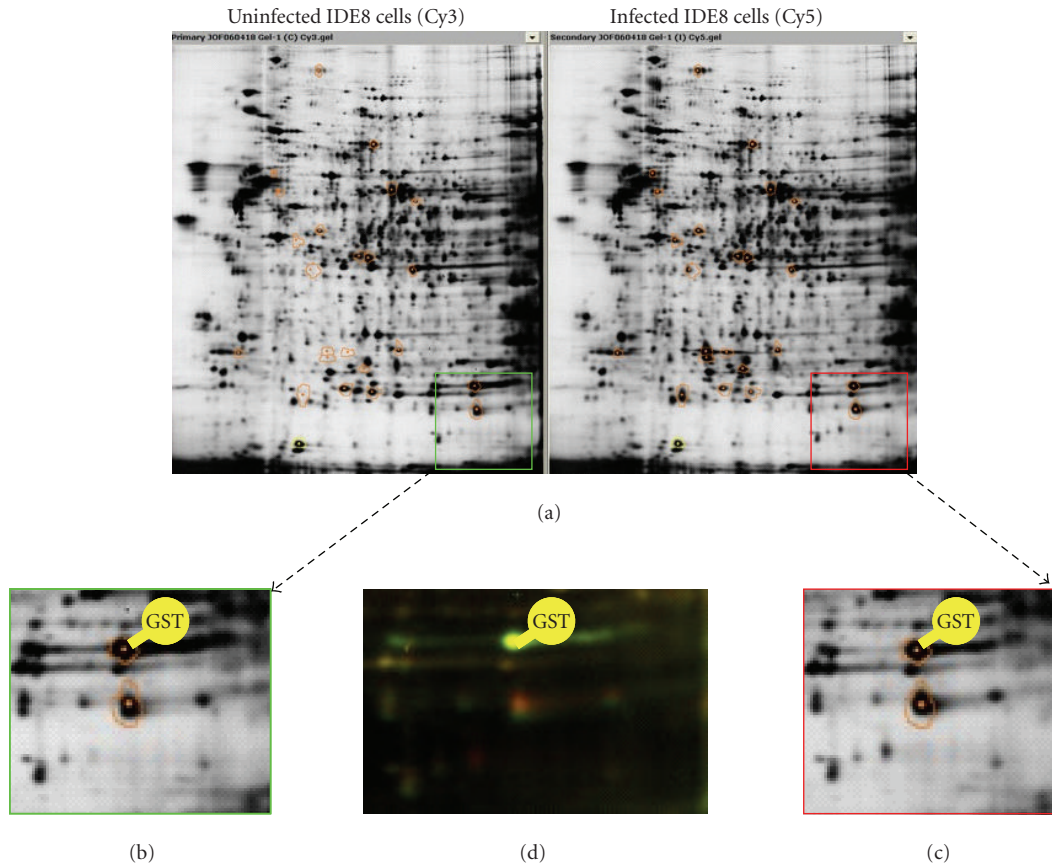 Uninfected IDE8 cells (Cy3)
Infected IDE8 cells (Cy5)
Primary JOF060418 Gel-1 (C) Cy3.gel
Secondary JOF060418 Gel-1 (I) Cy5.gel
(a)
GST
GST
GST
(b)
(d)
(c)